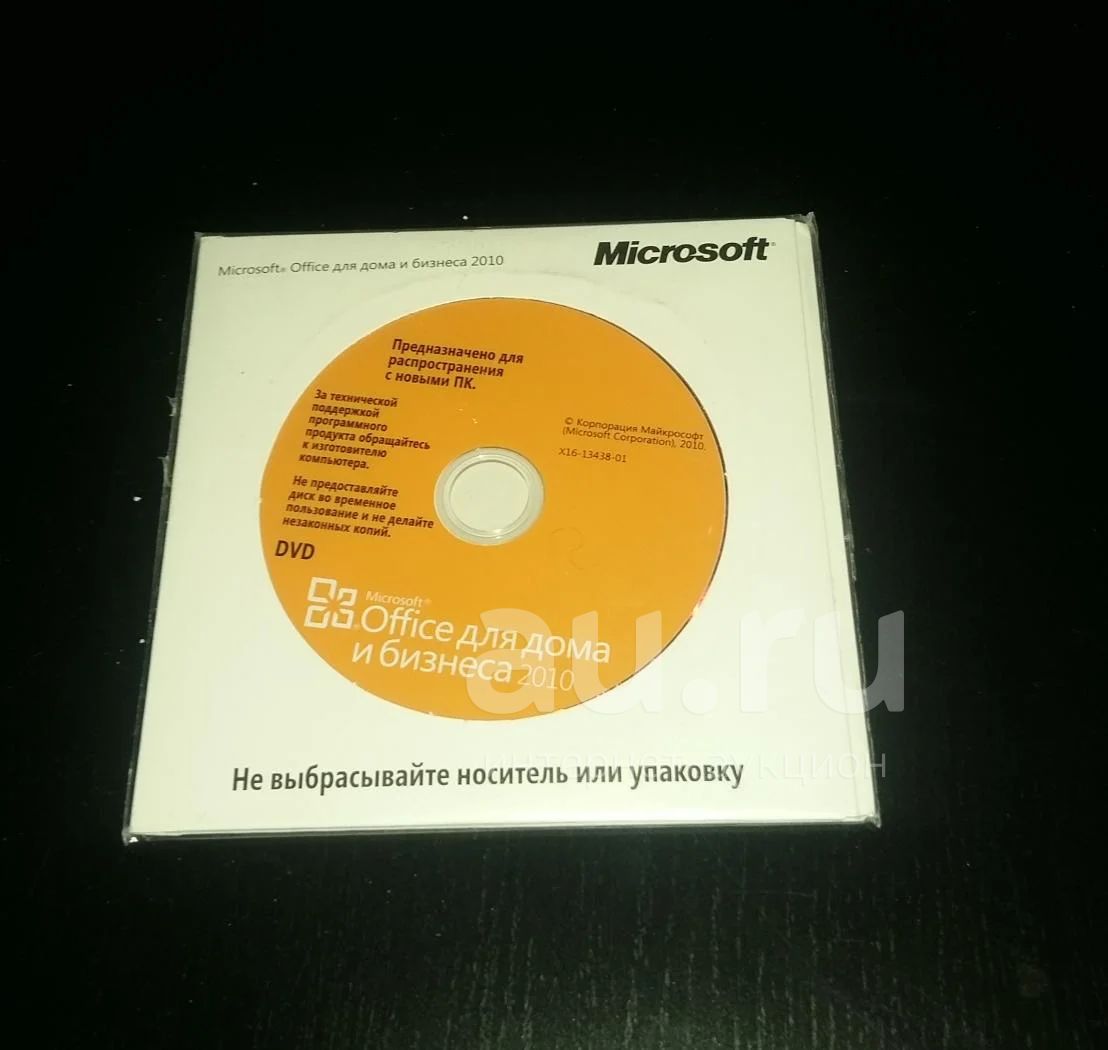 Microsoft® Office для дома и бизнеса 2010
Microsoft®
Предназначено для
распространения
с новыми ПК.
За технической
поддержкой
программного
продукта обращайтесь
к изготовителю
компьютера.
© Корпорация Майкрософт
(Microsoft Corporation), 2010.
X16-13438-01
Не предоставляйте
диск во временное
пользование и не делайте
незаконных копий.
DVD
Microsoft®
Office для дома
и бизнеса 2010
au.ru
интернет аукцион
Не выбрасывайте носитель или упаковку